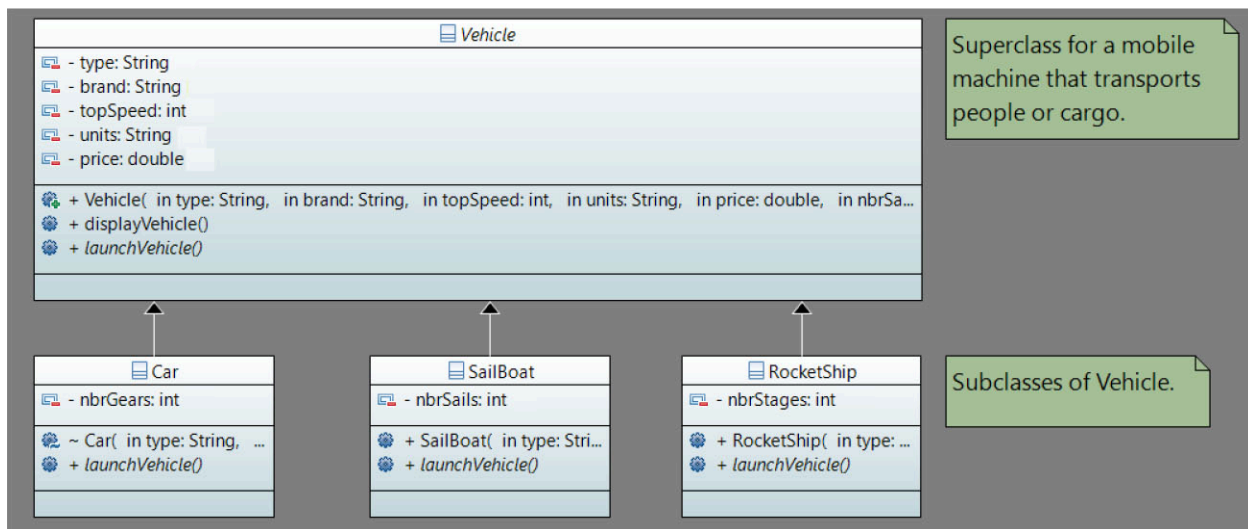 Vehicle
- type: String
- brand: String
- topSpeed: int
- units: String
- price: double
+ Vehicle( in type: String, in brand: String, in topSpeed: int, in units: String, in price: double, in nbrSa...
+ displayVehicle()
+ launchVehicle()
Superclass for a mobile
machine that transports
people or cargo.
Car
- nbrGears: int
~ Car( in type: String, ...
+ launchVehicle()
SailBoat
- nbrSails: int
+ SailBoat( in type: Stri...
+ launchVehicle()
RocketShip
- nbrStages: int
+ RocketShip( in type: ...
+ launchVehicle()
Subclasses of Vehicle.